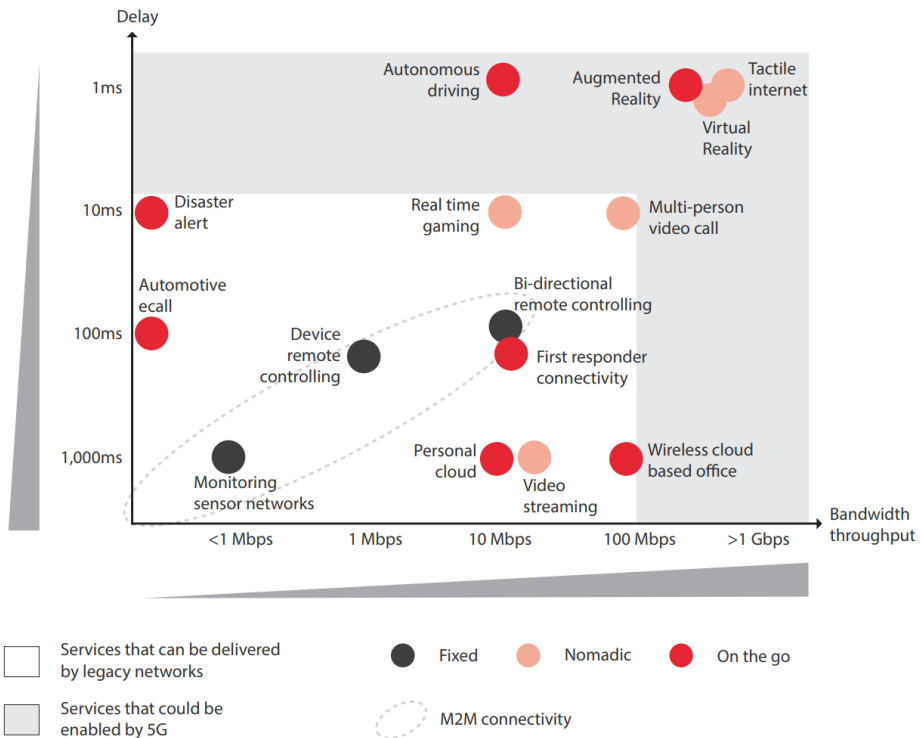 Delay
1ms
Autonomous
driving
Augmented
Reality
Tactile
internet
Virtual
Reality
10ms
Disaster
alert
Real time
gaming
Multi-person
video call
Automotive
ecall
100ms
Device
remote
controlling
Bi-directional
remote controlling
First responder
connectivity
1,000ms
Monitoring
sensor networks
Personal
cloud
Video
streaming
Wireless cloud
based office
Bandwidth
throughput
<1 Mbps
1 Mbps
10 Mbps
100 Mbps
>1 Gbps
Services that can be delivered
by legacy networks
Fixed
Nomadic
On the go
Services that could be
enabled by 5G
M2M connectivity